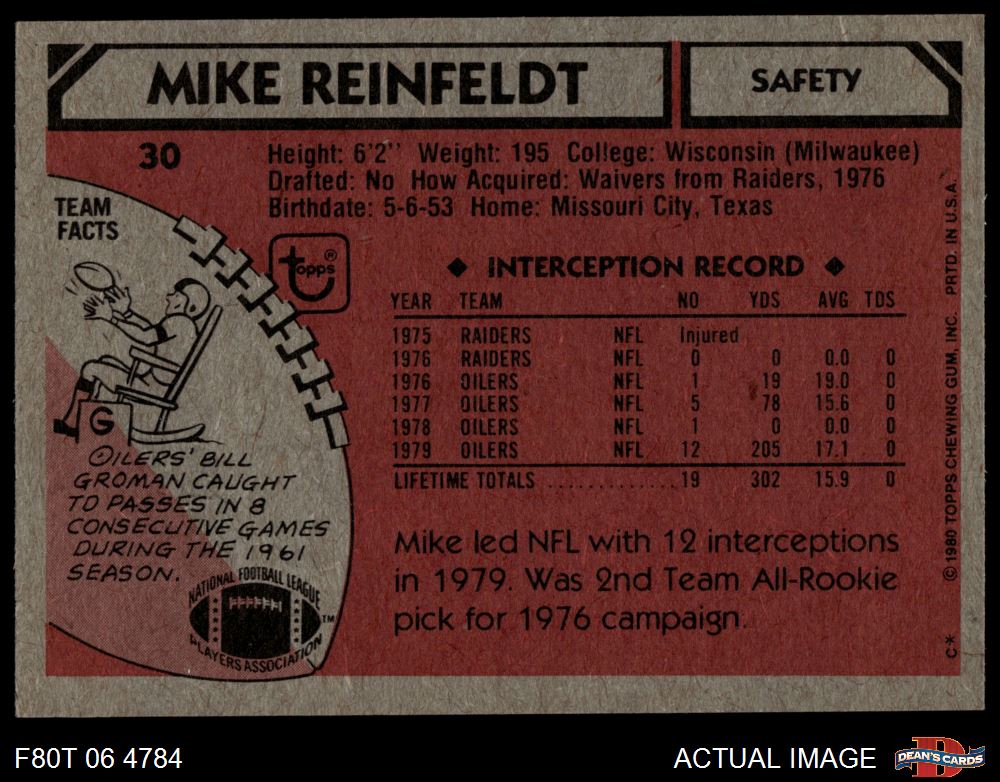 MIKE REINFELDT
SAFETY
30
Height: 6'2'' Weight: 195 College: Wisconsin (Milwaukee)
Drafted: No How Acquired: Waivers from Raiders, 1976
Birthdate: 5-6-53 Home: Missouri City, Texas
TEAM
FACTS
topps ®
G
OILERS' BILL
GROMAN CAUGHT
TD PASSES IN 8
CONSECUTIVE GAMES
DURING THE 1961
SEASON.
NATIONAL FOOTBALL LEAGUE
PLAYERS ASSOCIATION
TM
◆ INTERCEPTION RECORD ◆
YEAR TEAM NO YDS AVG TDS
1975 RAIDERS NFL Injured
1976 RAIDERS NFL 0 0 0.0 0
1976 OILERS NFL 1 19 19.0 0
1977 OILERS NFL 5 78 15.6 0
1978 OILERS NFL 1 0 0.0 0
1979 OILERS NFL 12 205 17.1 0
LIFETIME TOTALS .............. 19 302 15.9 0
Mike led NFL with 12 interceptions
in 1979. Was 2nd Team All-Rookie
pick for 1976 campaign.
C* ©1980 TOPPS CHEWING GUM, INC. PRTD. IN U.S.A.
F80T 06 4784
ACTUAL IMAGE
D
DEAN'S CARDS